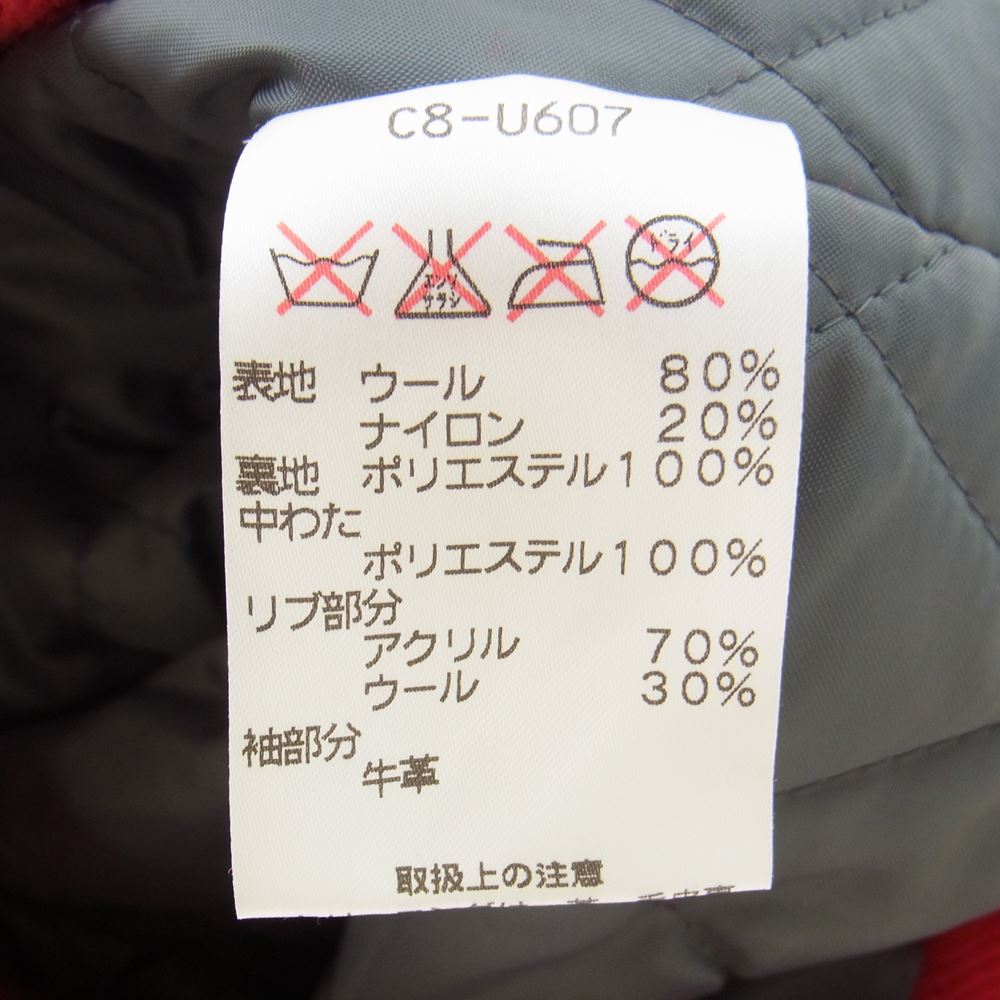 C8-U607
エンソ
サラシ
ドライ
表地 ウール 80%
ナイロン 20%
裏地 ポリエステル100%
中わた
ポリエステル100%
リブ部分
アクリル 70%
ウール 30%
袖部分
牛革
取扱上の注意